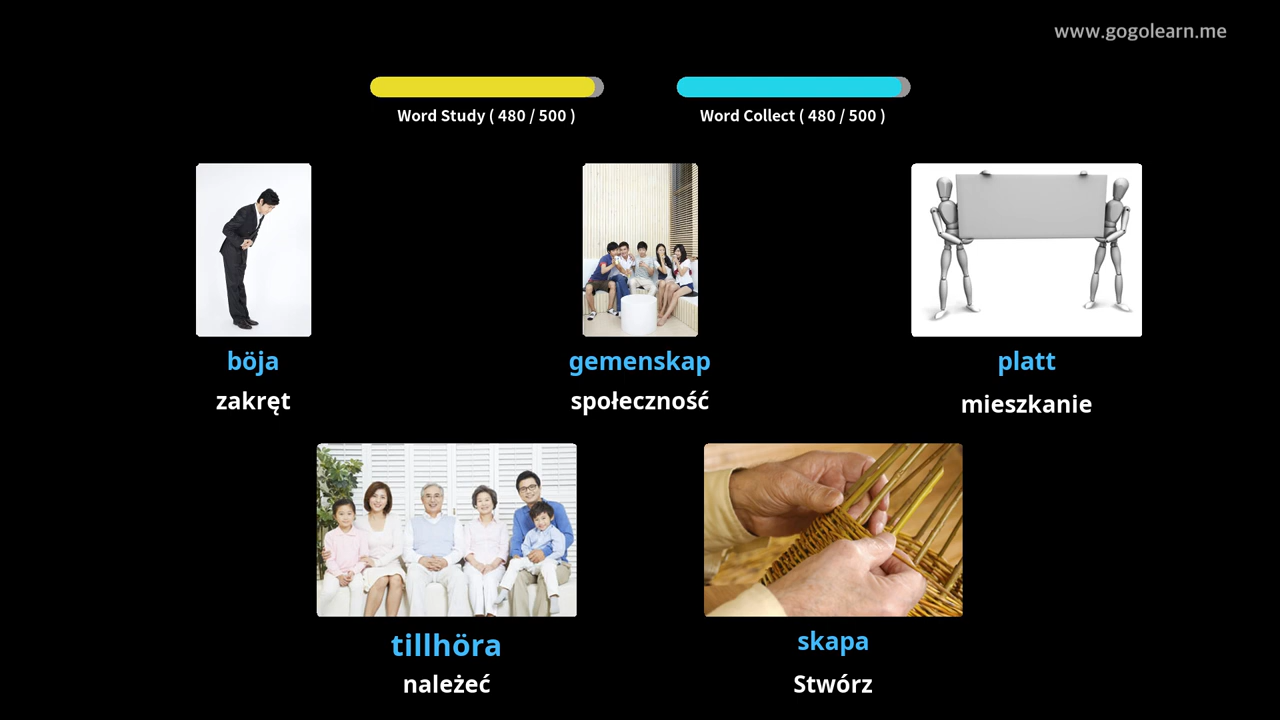 www.gogolearn.me
Word Study ( 480 / 500 )
Word Collect ( 480 / 500 )
böja
gemenskap
platt
zakręt
społeczność
mieszkanie
tillhöra
skapa
należeć
Stwórz